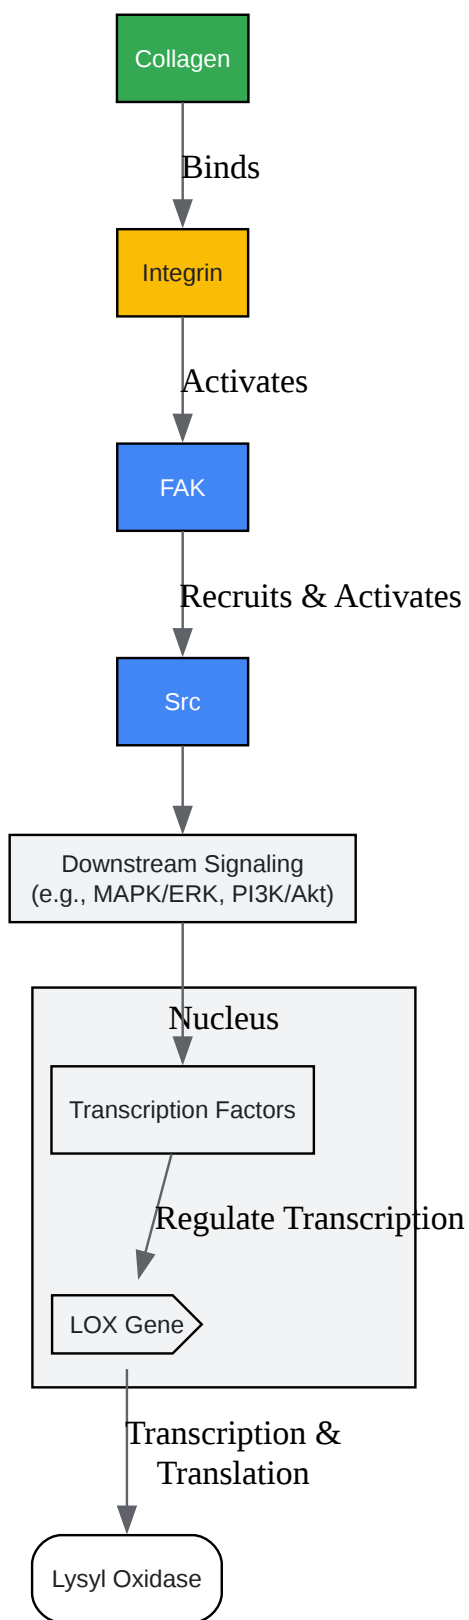 Collagen
Binds
Integrin
Activates
FAK
Recruits & Activates
Src
Downstream Signaling
(e.g., MAPK/ERK, PI3K/Akt)
Nucleus
Transcription Factors
Regulate Transcription
LOX Gene
Transcription &
Translation
Lysyl Oxidase